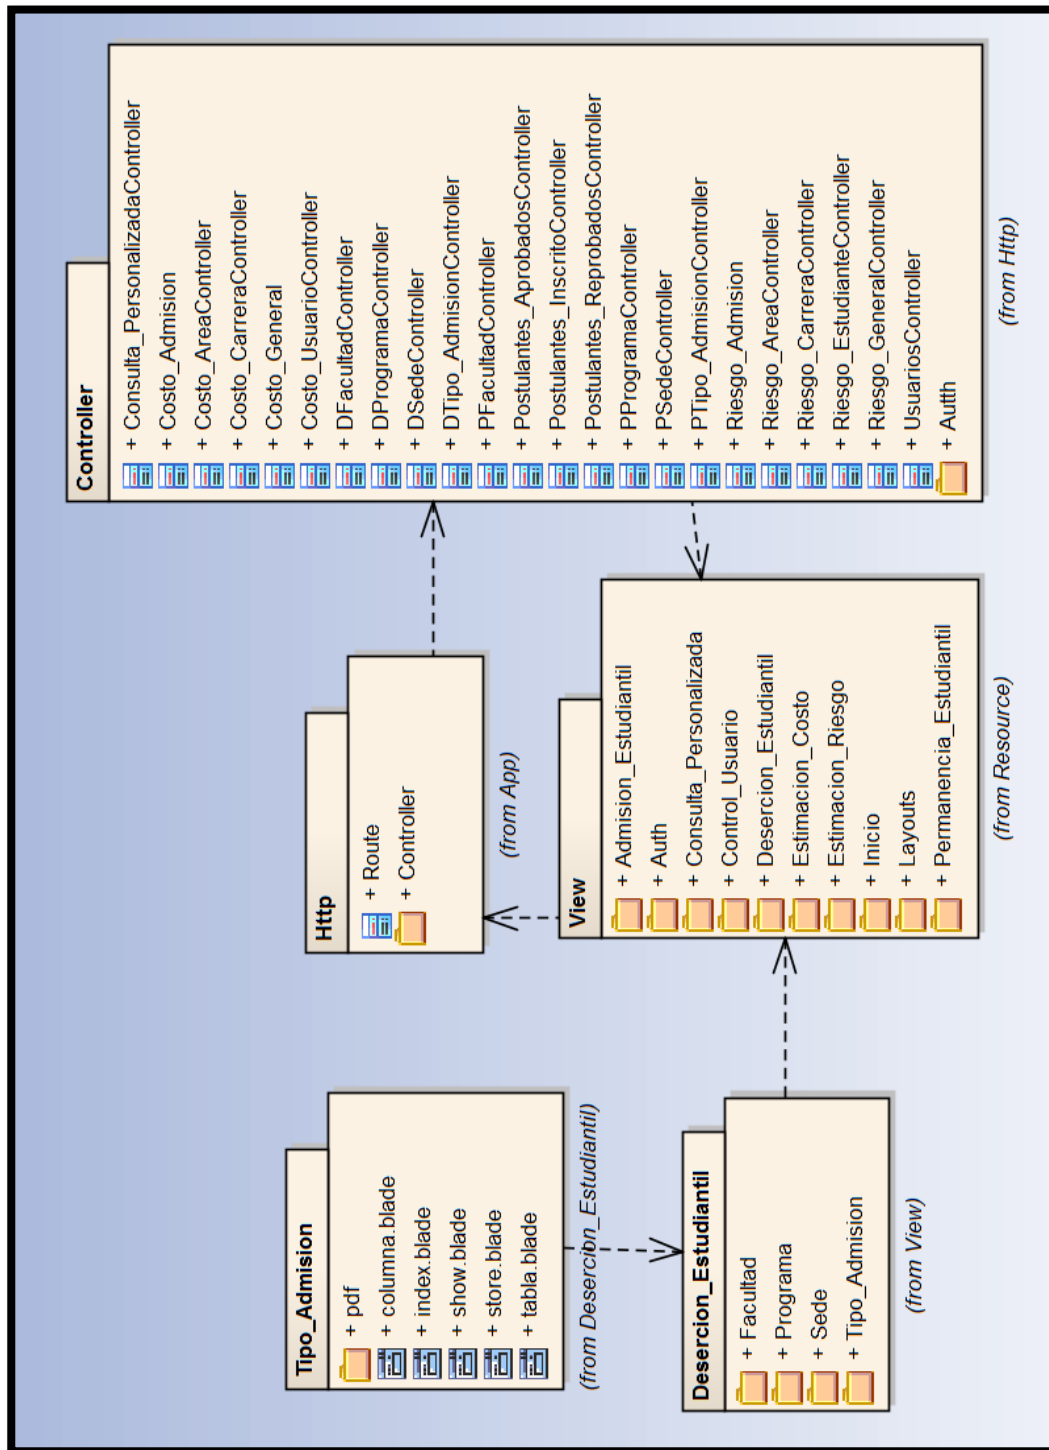 Tipo_Admision
+ pdf
+ columna.blade
+ index.blade
+ show.blade
+ store.blade
+ tabla.blade
(from Desercion_Estudiantil)
Desercion_Estudiantil
+ Facultad
+ Programa
+ Sede
+ Tipo_Admision
(from View)
Http
+ Route
+ Controller
(from App)
View
+ Admision_Estudiantil
+ Auth
+ Consulta_Personalizada
+ Control_Usuario
+ Desercion_Estudiantil
+ Estimacion_Costo
+ Estimacion_Riesgo
+ Inicio
+ Layouts
+ Permanencia_Estudiantil
(from Resource)
Controller
+ Consulta_PersonalizadaController
+ Costo_Admision
+ Costo_AreaController
+ Costo_CarreraController
+ Costo_General
+ Costo_UsuarioController
+ DFacultadController
+ DProgramaController
+ DSedeController
+ DTipo_AdmisionController
+ PFacultadController
+ Postulantes_AprobadosController
+ Postulantes_InscritoController
+ Postulantes_ReprobadosController
+ PProgramaController
+ PSedeController
+ PTipo_AdmisionController
+ Riesgo_Admision
+ Riesgo_AreaController
+ Riesgo_CarreraController
+ Riesgo_EstudianteController
+ Riesgo_GeneralController
+ UsuariosController
+ Autth
(from Http)